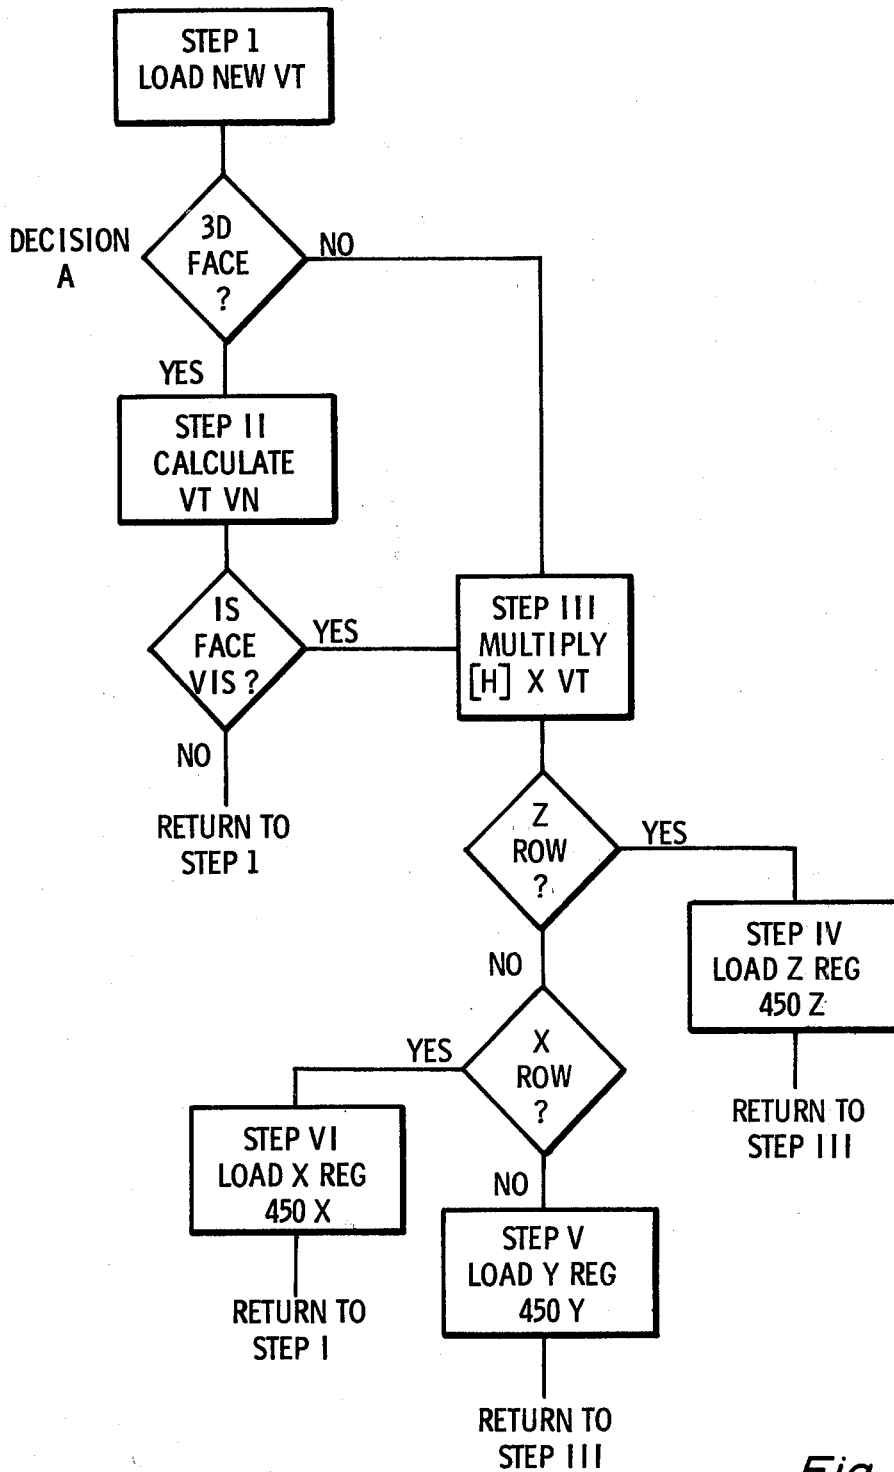 STEP 1
LOAD NEW VT
DECISION
A
3D
FACE
?
NO
YES
STEP II
CALCULATE
VT VN
IS
FACE
VIS ?
YES
NO
RETURN TO
STEP 1
STEP III
MULTIPLY
[H] X VT
Z
ROW
?
YES
NO
STEP IV
LOAD Z REG
450 Z
RETURN TO
STEP III
X
ROW
?
YES
NO
STEP VI
LOAD X REG
450 X
RETURN TO
STEP I
STEP V
LOAD Y REG
450 Y
RETURN TO
STEP III
Fig